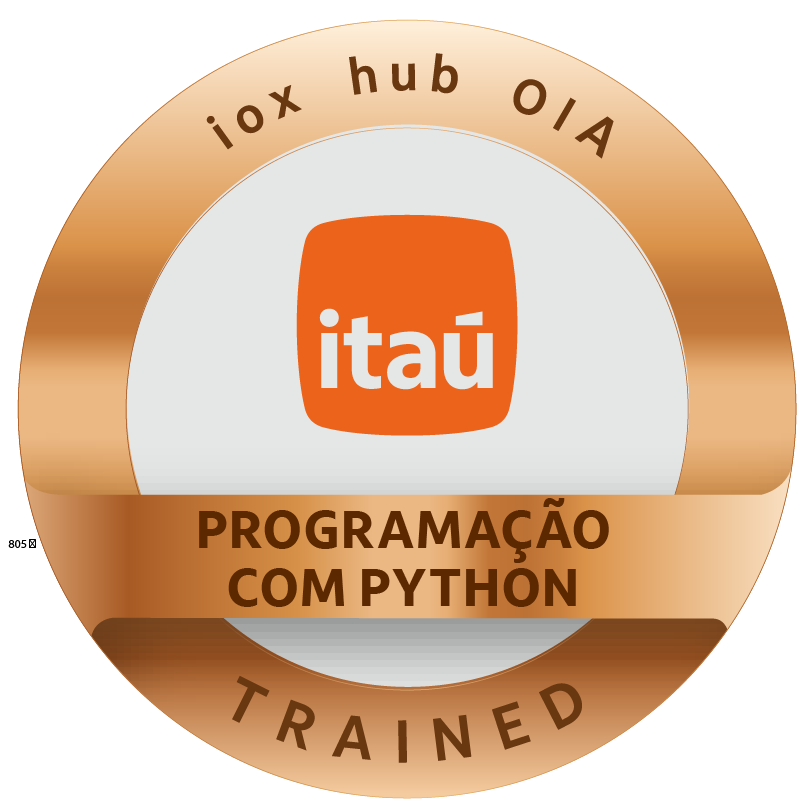 iox hub OIA
itaú
PROGRAMAÇÃO
COM PYTHON
805
TRAINED